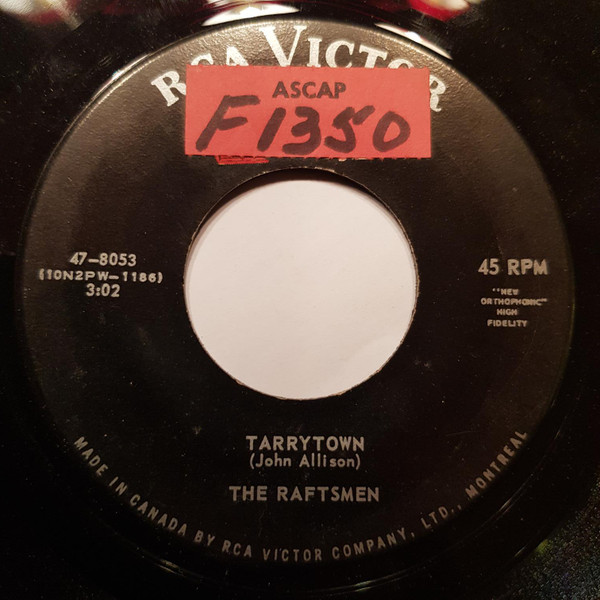 RCA VICTOR
ASCAP
F1350
47-8053
(10N2PW-1186)
3:02
45 RPM
"NEW
ORTHOPHONIC"
HIGH
FIDELITY
TARRYTOWN
(John Allison)
THE RAFTSMEN
MADE IN CANADA BY RCA VICTOR COMPANY, LTD., MONTREAL